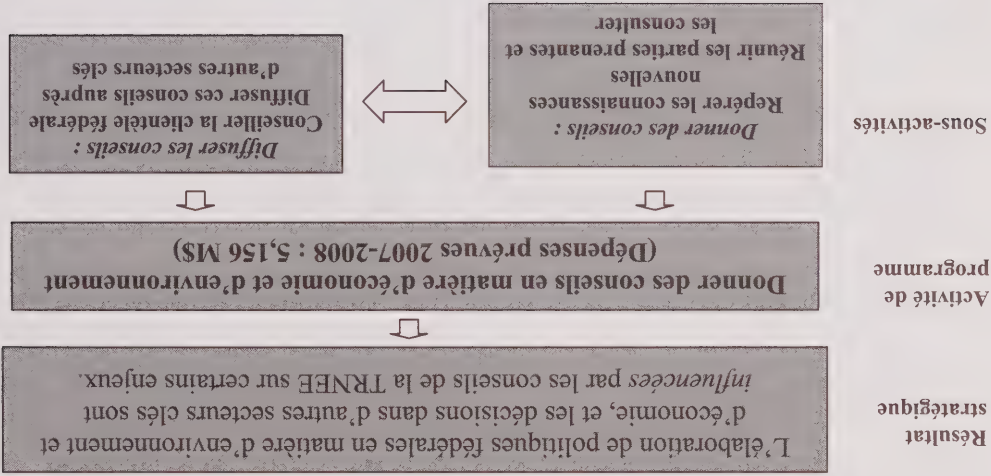 Résultat
stratégique
L'élaboration de politiques fédérales en matière d'environnement et
d'économie, et les décisions dans d'autres secteurs clés sont
influencées par les conseils de la TRNEE sur certains enjeux.
Activité de
programme
Donner des conseils en matière d'économie et d'environnement
(Dépenses prévues 2007-2008 : 5,156 M$)
Sous-activités
Donner des conseils :
Repérer les connaissances
nouvelles
Réunir les parties prenantes et
les consulter
Diffuser les conseils :
Conseiller la clientèle fédérale
Diffuser ces conseils auprès
d'autres secteurs clés